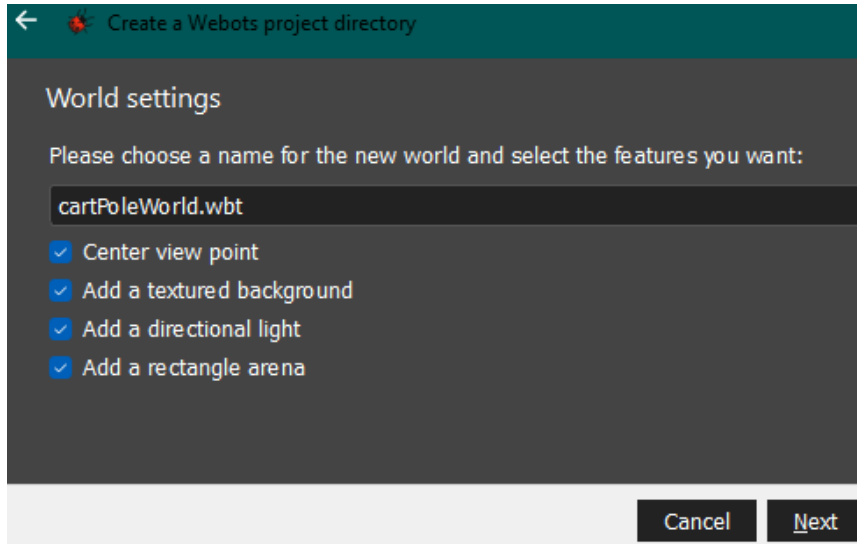 Create a Webots project directory
World settings
Please choose a name for the new world and select the features you want:
cartPoleWorld.wbt
Center view point
Add a textured background
Add a directional light
Add a rectangle arena
Cancel Next